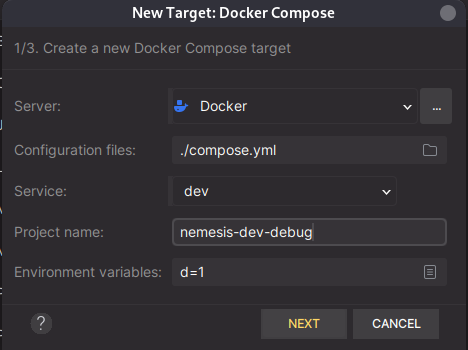 New Target: Docker Compose
1/3. Create a new Docker Compose target
Server: Docker ...
Configuration files: ./compose.yml
Service: dev
Project name: nemesis-dev-debug
Environment variables: d=1
? NEXT CANCEL